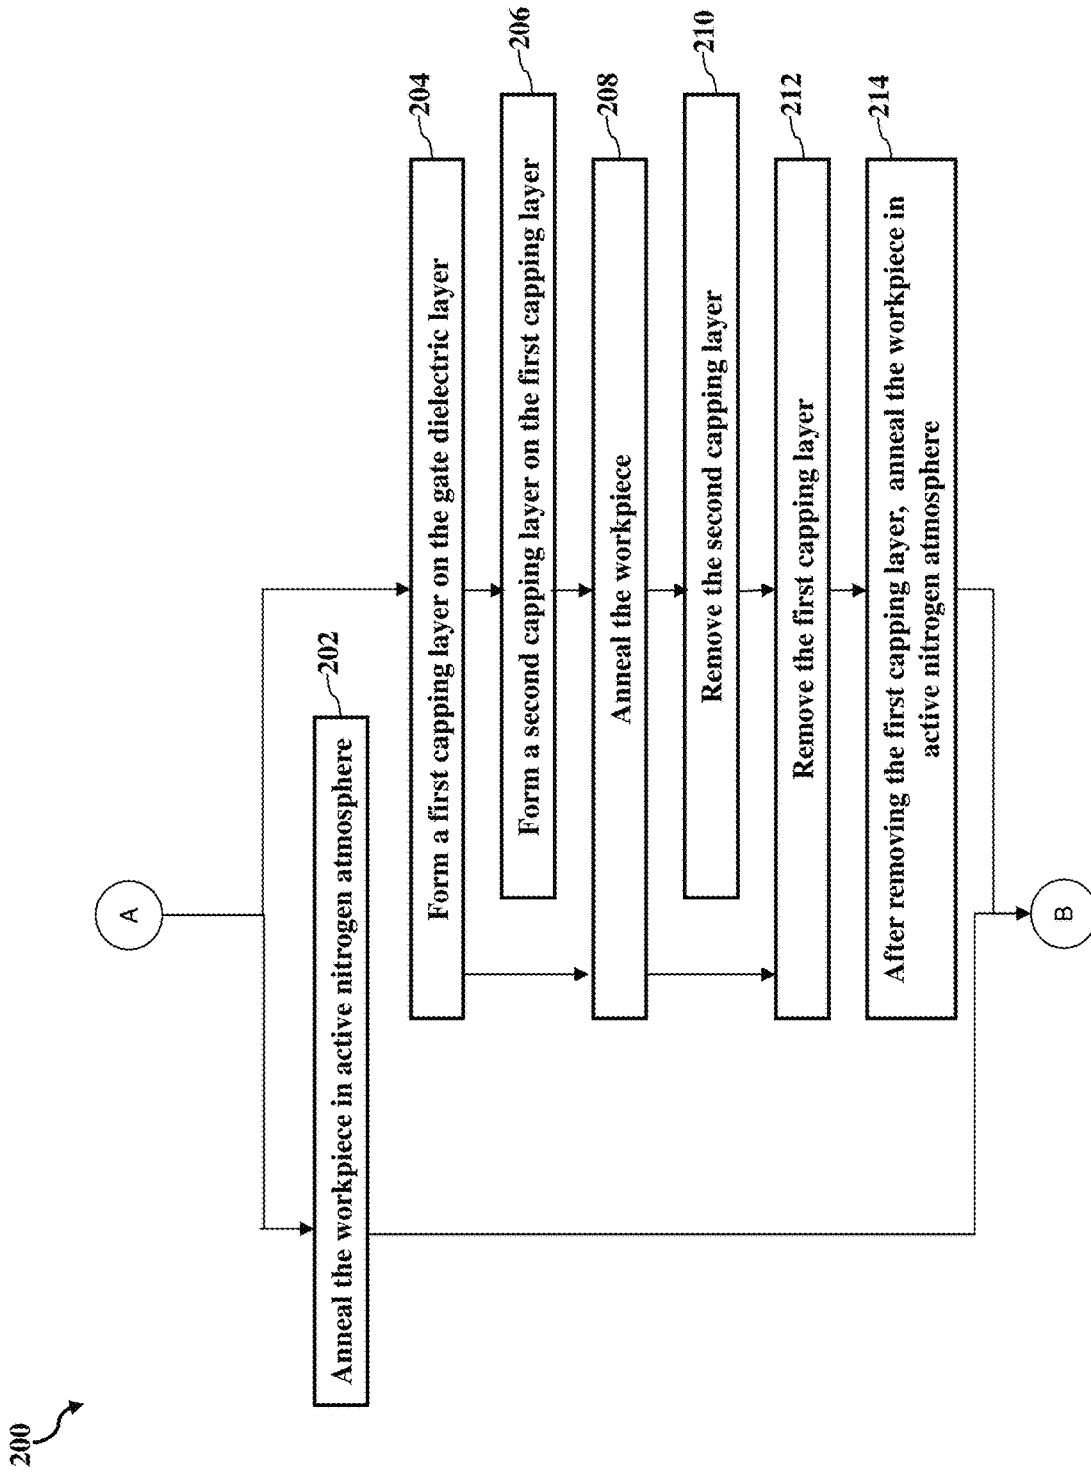 200
A
Anneal the workpiece in active nitrogen atmosphere
202
Form a first capping layer on the gate dielectric layer
204
Form a second capping layer on the first capping layer
206
Anneal the workpiece
208
Remove the second capping layer
210
Remove the first capping layer
212
After removing the first capping layer, anneal the workpiece in
active nitrogen atmosphere
214
B